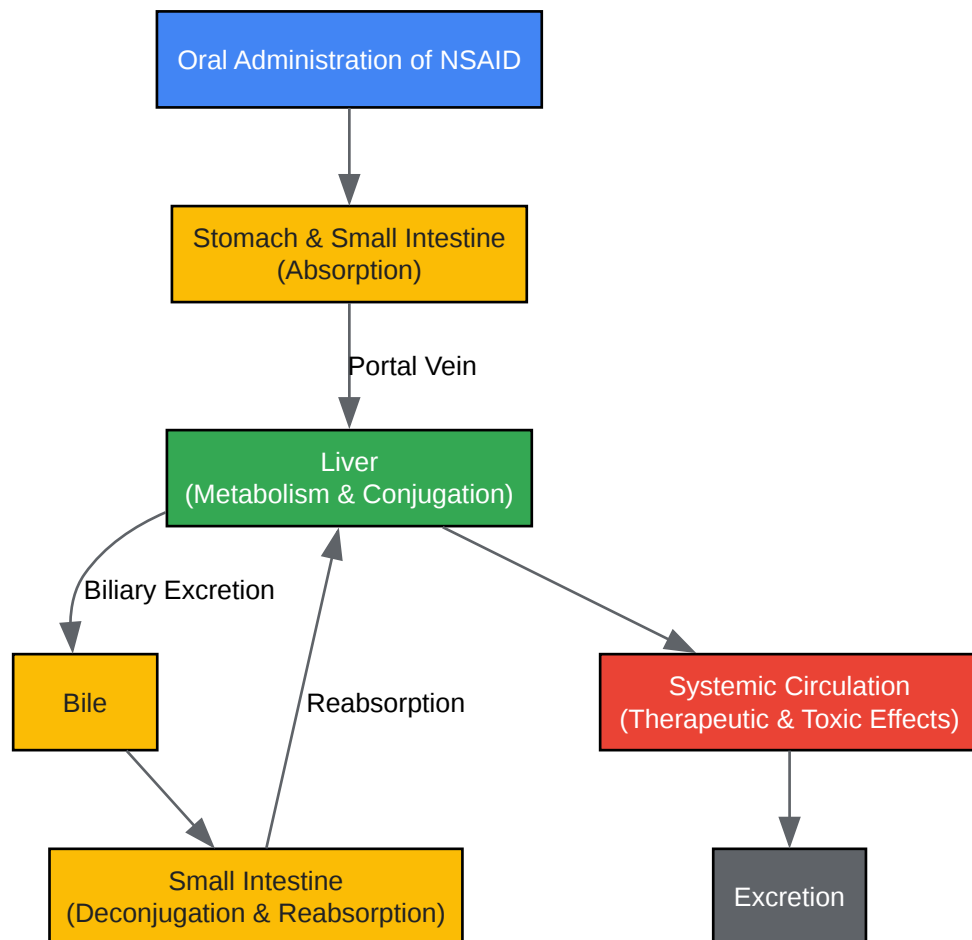 Oral Administration of NSAID
Stomach & Small Intestine
(Absorption)
Portal Vein
Liver
(Metabolism & Conjugation)
Biliary Excretion
Bile
Reabsorption
Systemic Circulation
(Therapeutic & Toxic Effects)
Small Intestine
(Deconjugation & Reabsorption)
Excretion